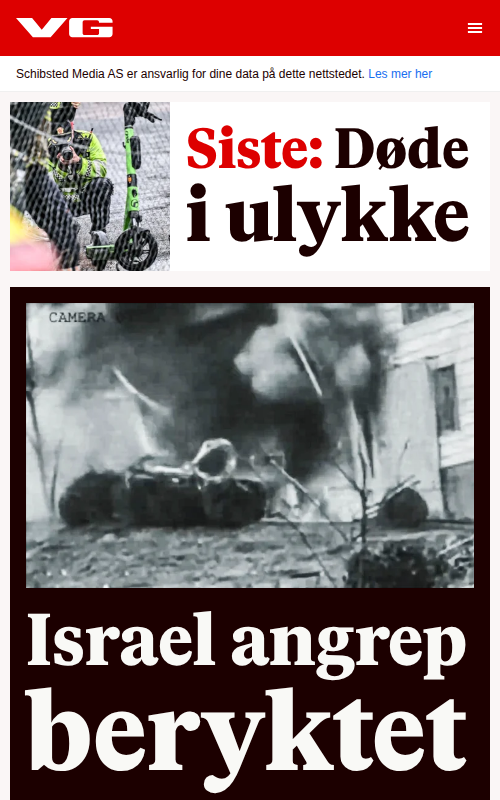 VG
Schibsted Media AS er ansvarlig for dine data på dette nettstedet. Les mer her
Siste: Døde
i ulykke
CAMERA
Israel angrep
beryktet